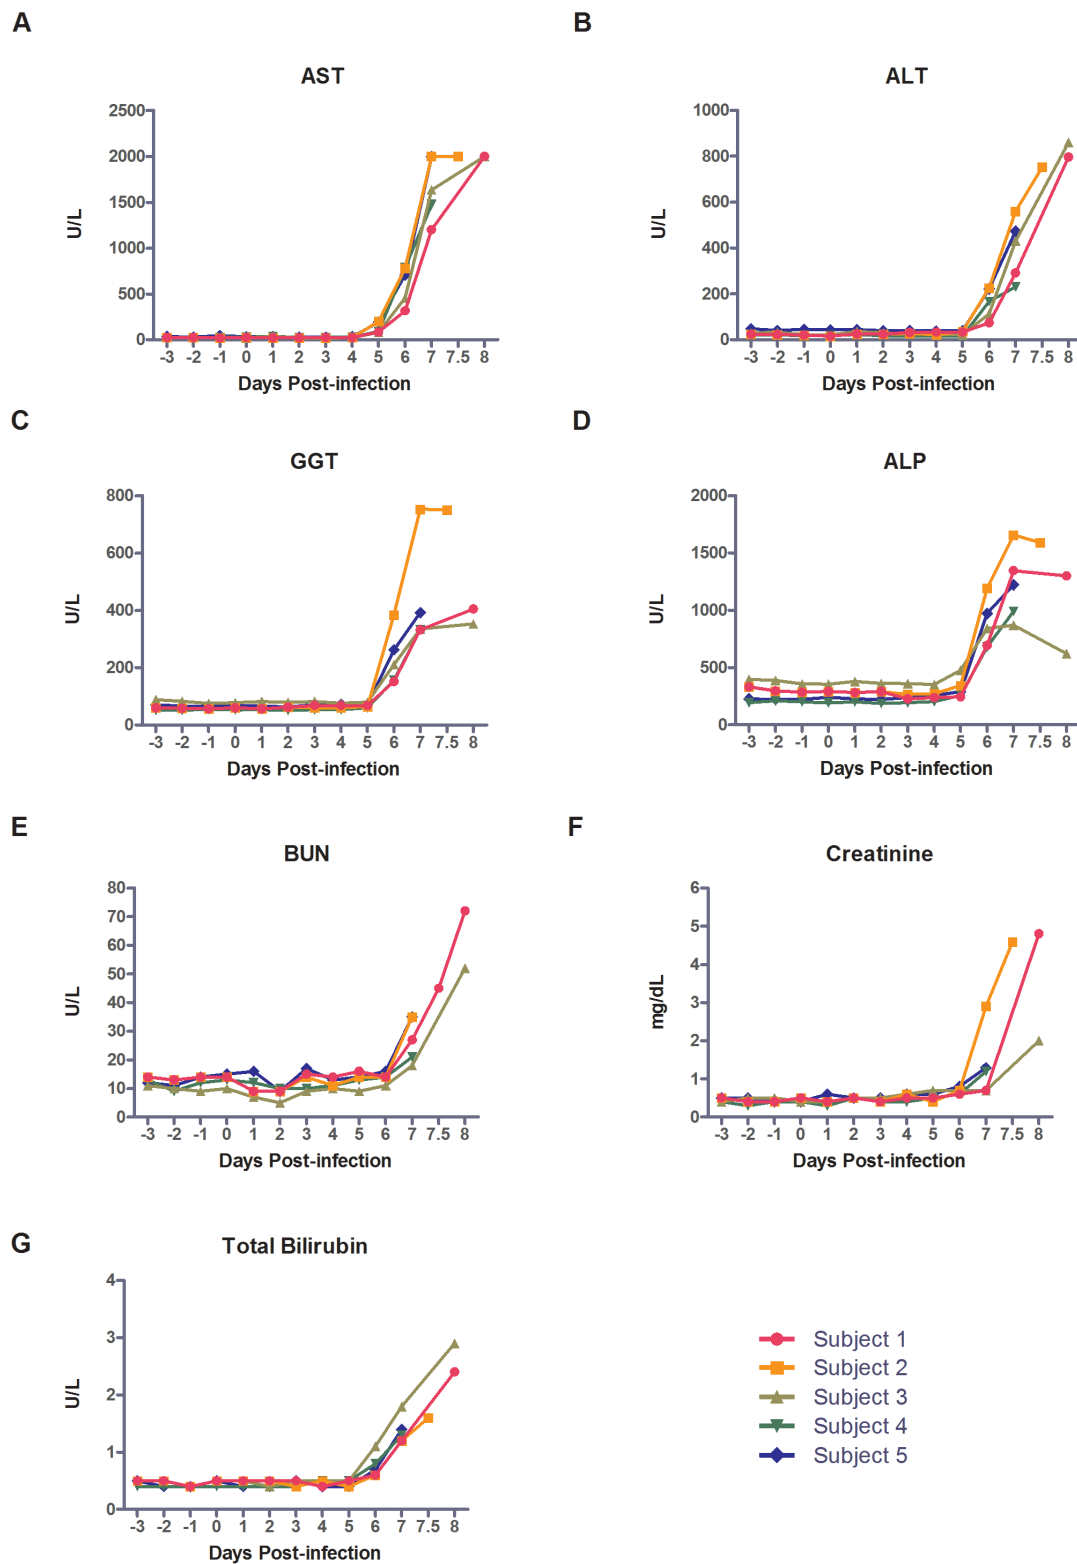 A
AST
2500
2000
1500
1000
500
0
U/L
-3 -2 -1 0 1 2 3 4 5 6 7 7.5 8
Days Post-infection
B
ALT
1000
800
600
400
200
0
U/L
-3 -2 -1 0 1 2 3 4 5 6 7 7.5 8
Days Post-infection
C
GGT
800
600
400
200
0
U/L
-3 -2 -1 0 1 2 3 4 5 6 7 7.5 8
Days Post-infection
D
ALP
2000
1500
1000
500
0
U/L
-3 -2 -1 0 1 2 3 4 5 6 7 7.5 8
Days Post-infection
E
BUN
80
70
60
50
40
30
20
10
0
U/L
-3 -2 -1 0 1 2 3 4 5 6 7 7.5 8
Days Post-infection
F
Creatinine
6
5
4
3
2
1
0
mg/dL
-3 -2 -1 0 1 2 3 4 5 6 7 7.5 8
Days Post-infection
G
Total Bilirubin
4
3
2
1
0
U/L
-3 -2 -1 0 1 2 3 4 5 6 7 7.5 8
Days Post-infection
Subject 1
Subject 2
Subject 3
Subject 4
Subject 5